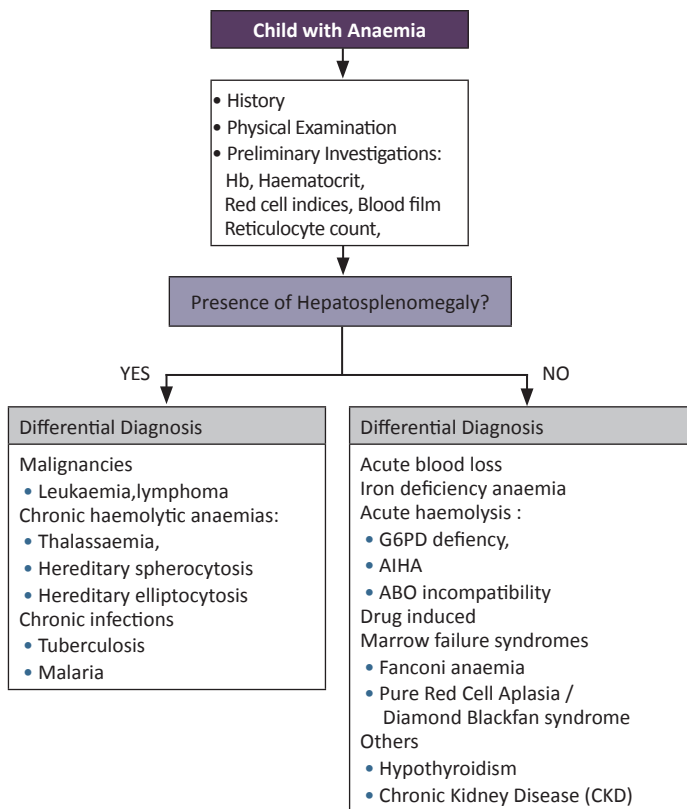 Child with Anaemia
• History
• Physical Examination
• Preliminary Investigations:
Hb, Haematocrit,
Red cell indices, Blood film
Reticulocyte count,
Presence of Hepatosplenomegaly?
YES
NO
Differential Diagnosis
Malignancies
• Leukaemia,lymphoma
Chronic haemolytic anaemias:
• Thalassaemia,
• Hereditary spherocytosis
• Hereditary elliptocytosis
Chronic infections
• Tuberculosis
• Malaria
Differential Diagnosis
Acute blood loss
Iron deficiency anaemia
Acute haemolysis :
• G6PD defiency,
• AIHA
• ABO incompatibility
Drug induced
Marrow failure syndromes
• Fanconi anaemia
• Pure Red Cell Aplasia /
Diamond Blackfan syndrome
Others
• Hypothyroidism
• Chronic Kidney Disease (CKD)